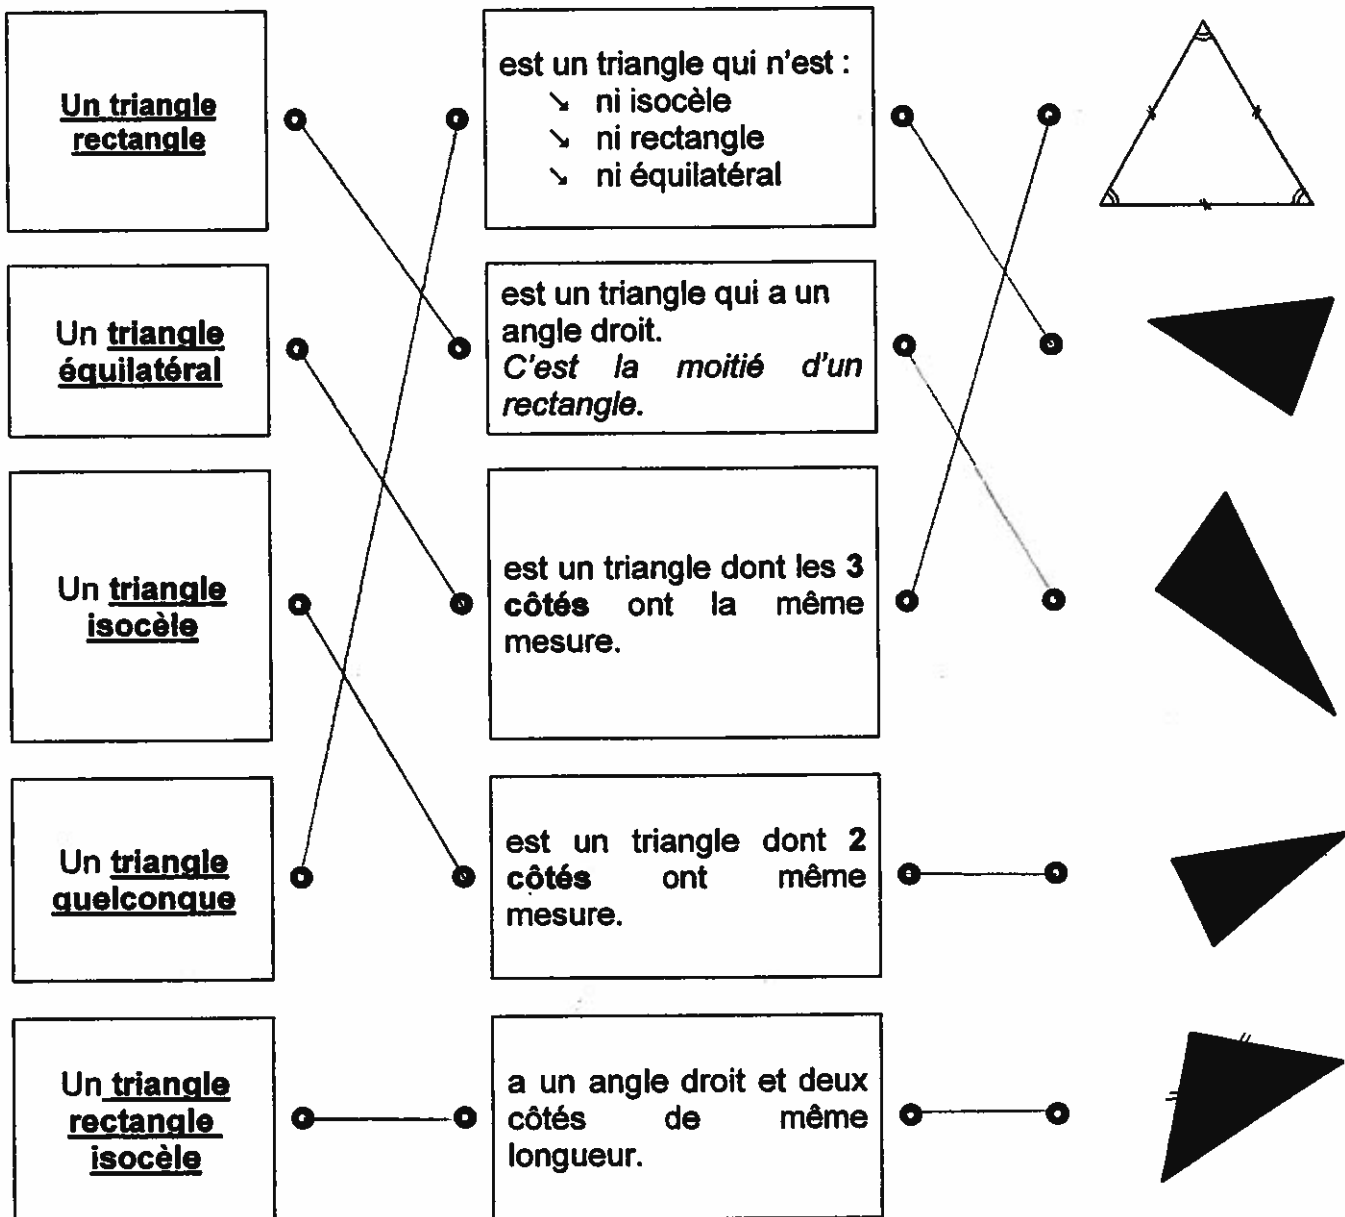 Un triangle
rectangle
est un triangle qui n'est :
↘ ni isocèle
↘ ni rectangle
↘ ni équilatéral
Un triangle
équilatéral
est un triangle qui a un
angle droit.
C'est la moitié d'un
rectangle.
Un triangle
isocèle
est un triangle dont les 3
côtés ont la même
mesure.
Un triangle
quelconque
est un triangle dont 2
côtés ont même
mesure.
Un triangle
rectangle
isocèle
a un angle droit et deux
côtés de même
longueur.